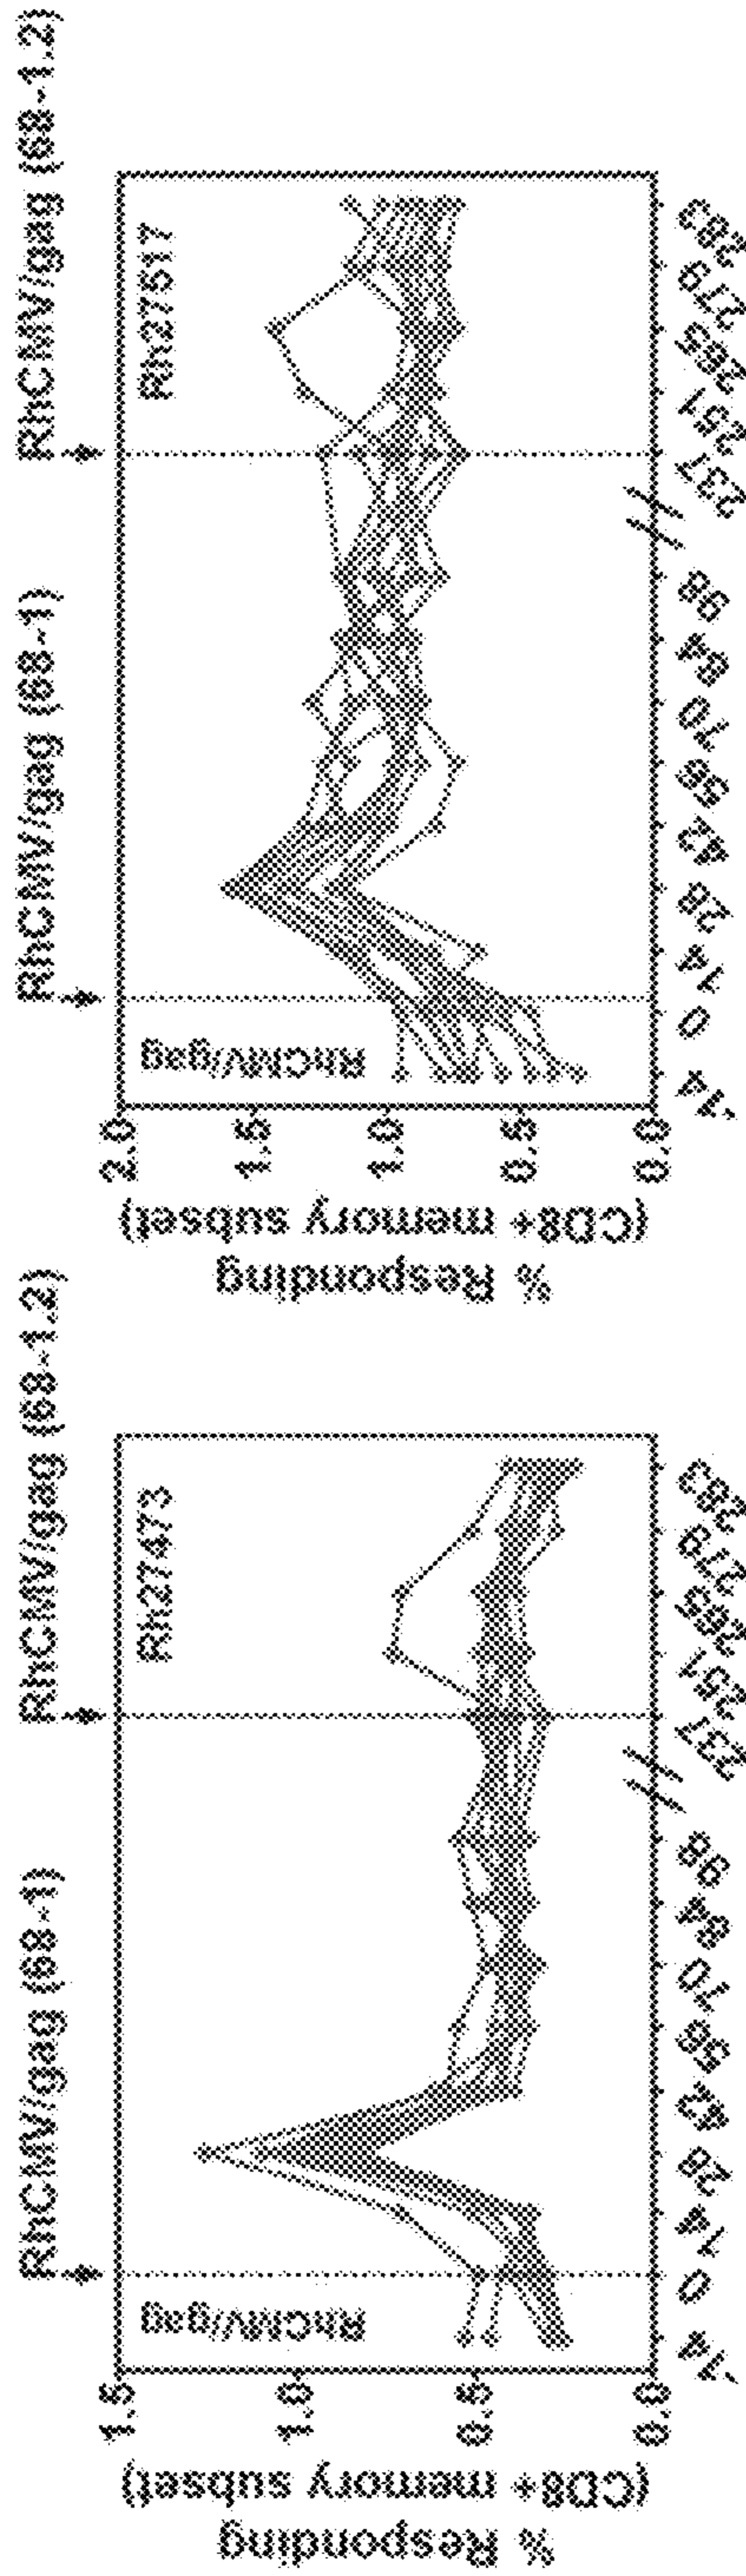 RhCMV/gag (68-1)
RhCMV/gag (68-1.2)
Rh27473
RhCMV/gag
% Responding
(CD8+ memory subset)
1.5
1.0
0.5
0.0
-14 0 14 28 42 56 70 84 98 237 251 265 279 283
RhCMV/gag (68-1)
RhCMV/gag (68-1.2)
Rh27517
RhCMV/gag
% Responding
(CD8+ memory subset)
2.0
1.5
1.0
0.5
0.0
-14 0 14 28 42 56 70 84 98 237 251 265 279 283